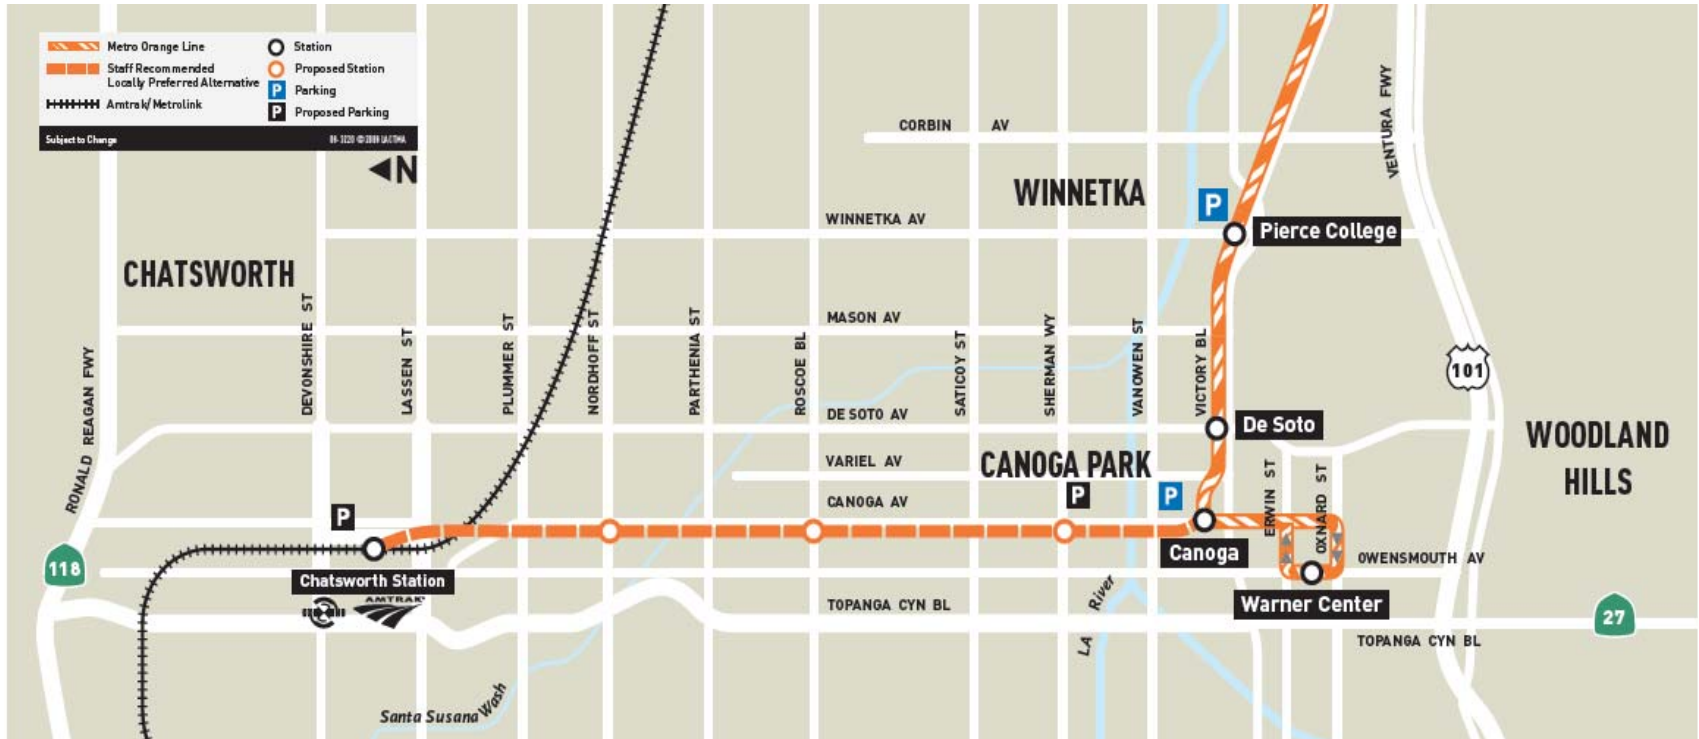 Metro Orange Line
Staff Recommended
Locally Preferred Alternative
Amtrak/Metrolink
Station
Proposed Station
P Parking
P Proposed Parking
Subject to Change
N
CORBIN AV
VENTURA FWY
WINNETKA
P
WINNETKA AV
Pierce College
CHATSWORTH
DEVONSHIRE ST
LASSEN ST
PLUMMER ST
NORDHOFF ST
PARTHENIA ST
ROSCOE BL
MASON AV
SATICOY ST
SHERMAN WY
VANOWEN ST
VICTORY BL
RONALD REAGAN FWY
101
DE SOTO AV
De Soto
WOODLAND
HILLS
VARIEL AV
CANOGA PARK
ERWIN ST
OXNARD ST
CANOGA AV
P
P
P
Canoga
118
Chatsworth Station
AMTRAK
OWENSMOUTH AV
Warner Center
TOPANGA CYN BL
LA River
27
TOPANGA CYN BL
Santa Susana Wash